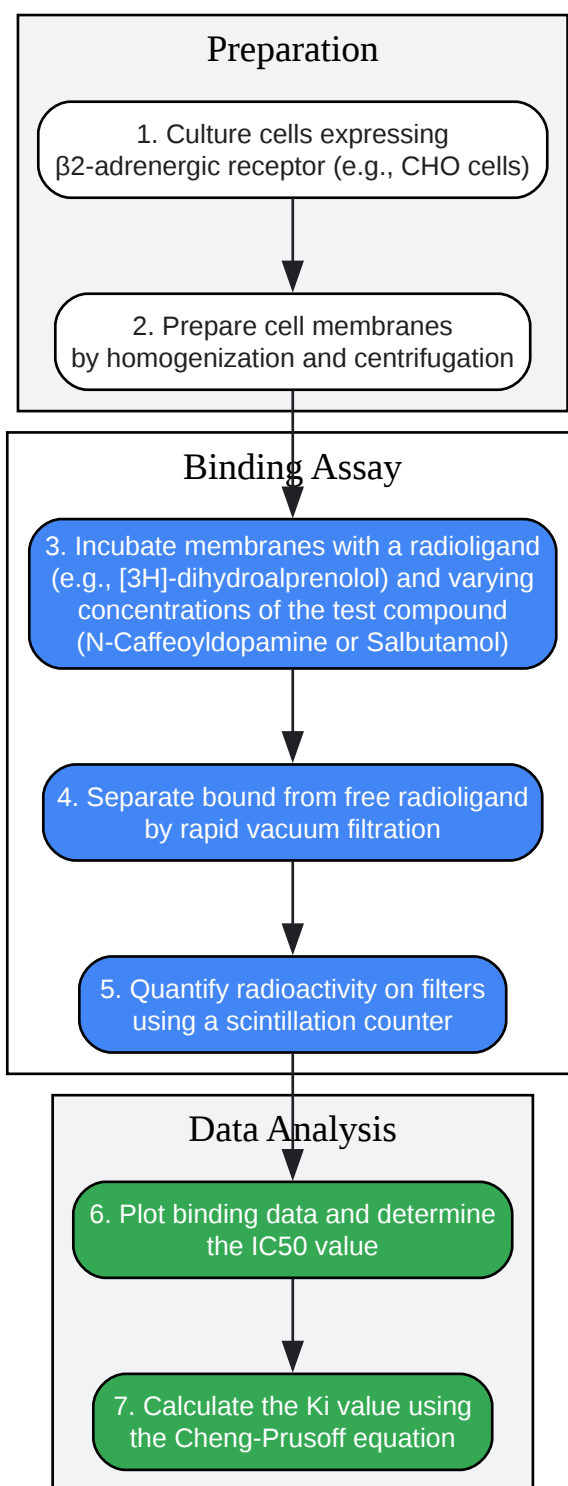 Preparation
1. Culture cells expressing
β2-adrenergic receptor (e.g., CHO cells)
2. Prepare cell membranes
by homogenization and centrifugation
Binding Assay
3. Incubate membranes with a radioligand
(e.g., [3H]-dihydroalprenolol) and varying
concentrations of the test compound
(N-Caffeoyldopamine or Salbutamol)
4. Separate bound from free radioligand
by rapid vacuum filtration
5. Quantify radioactivity on filters
using a scintillation counter
Data Analysis
6. Plot binding data and determine
the IC50 value
7. Calculate the Ki value using
the Cheng-Prusoff equation